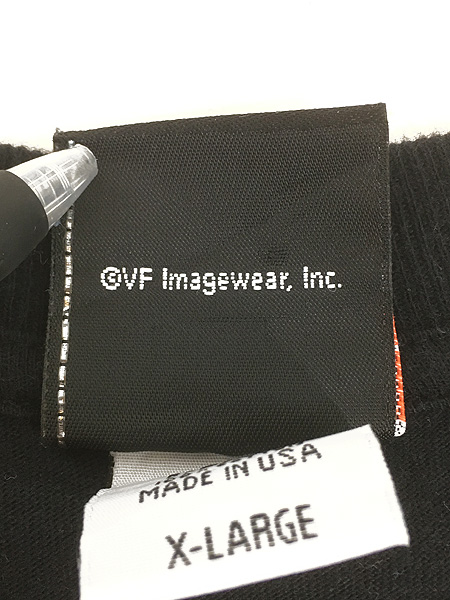 ©VF Imagewear, Inc.
MADE IN USA
X-LARGE